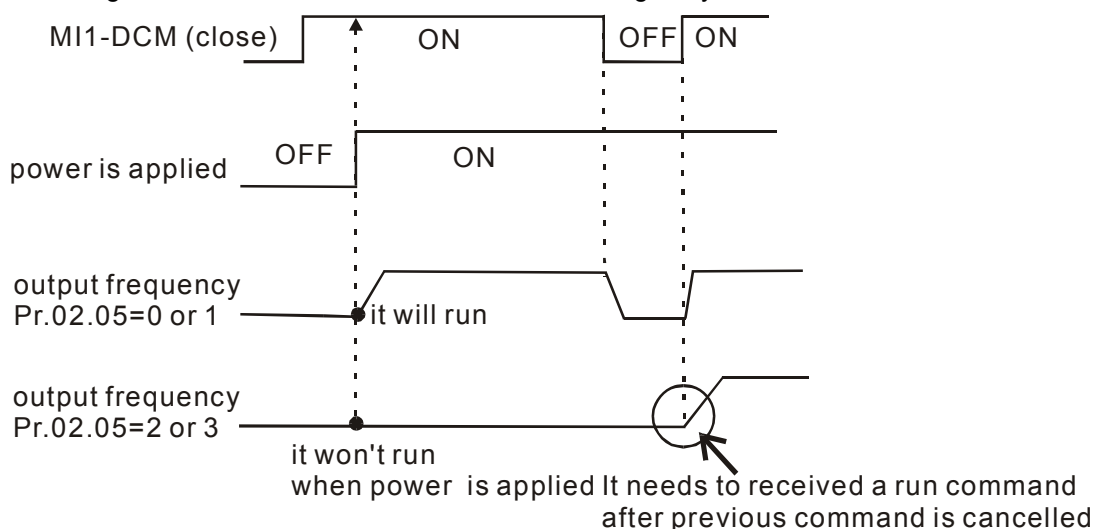 MI1-DCM (close)
ON
OFF
ON
power is applied
OFF
ON
output frequency
Pr.02.05=0 or 1
it will run
output frequency
Pr.02.05=2 or 3
it won't run
when power is applied
It needs to received a run command
after previous command is cancelled